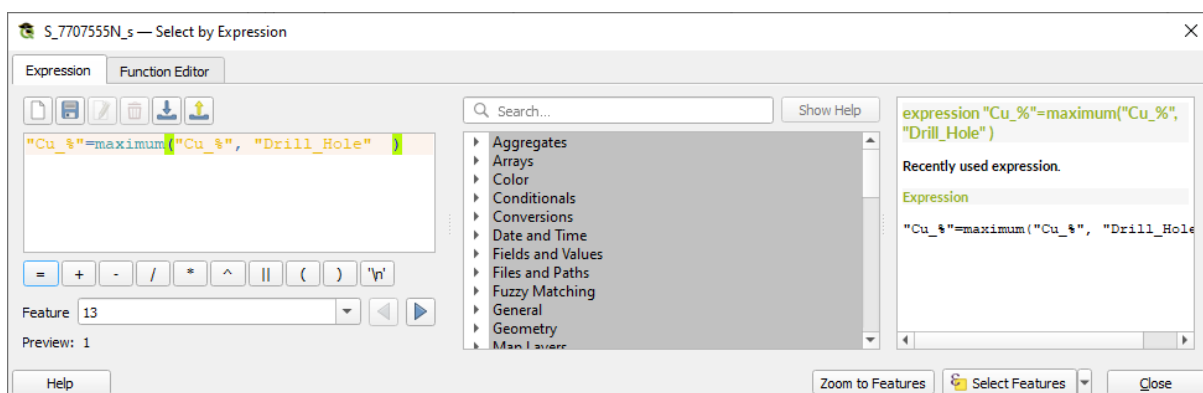 S_7707555N_s — Select by Expression
Expression
Function Editor
"Cu_%"=maximum("Cu_%", "Drill_Hole"  )
= + - / * ^ || ( ) '\n'
Feature 13
Preview: 1
Search...
Show Help
Aggregates
Arrays
Color
Conditionals
Conversions
Date and Time
Fields and Values
Files and Paths
Fuzzy Matching
General
Geometry
Map Layers
expression "Cu_%"=maximum("Cu_%",
"Drill_Hole" )
Recently used expression.
Expression
"Cu_%"=maximum("Cu_%", "Drill_Hole
Help
Zoom to Features
Select Features
Close